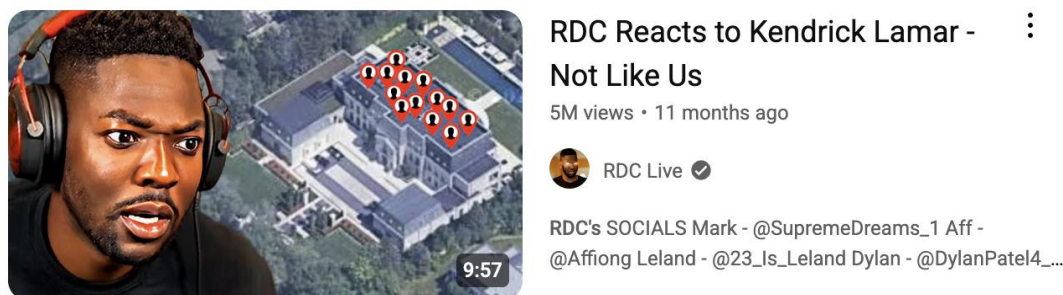 RDC Reacts to Kendrick Lamar -
Not Like Us
5M views • 11 months ago
RDC Live
RDC's SOCIALS Mark - @SupremeDreams_1 Aff -
@Affiong Leland - @23_Is_Leland Dylan - @DylanPatel4_...
9:57